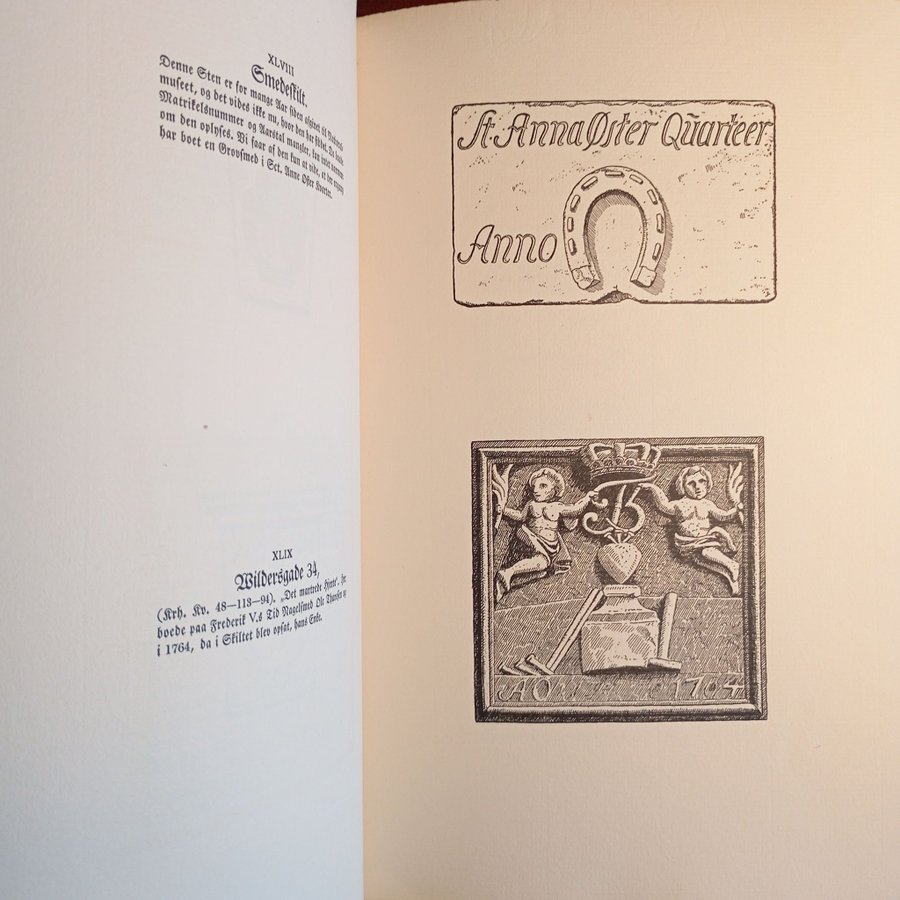 XLVIII
Smedeskilt.
Denne Sten er for mange Aar siden afgivet til
museet, og det vides ikke nu, hvor den har siddet. Da baade
Matrikelsnummer og Aarstal mangler, kan intet nærmere
om den oplyses. Vi faar af den kun at vide, at der engang
har boet en Grovsmed i Sct. Anne Øster Kvarter.
XLIX
Wildersgade 34,
(Krh. Kv. 48—113—94). „Det martrede Hjerte“. Her
boede paa Frederik V.s Tid Nagelsmed Ole og
i 1764, da i Skiltet blev opsat, hans Enke.
St Anna Øster Quarteer
Anno
AO 1764